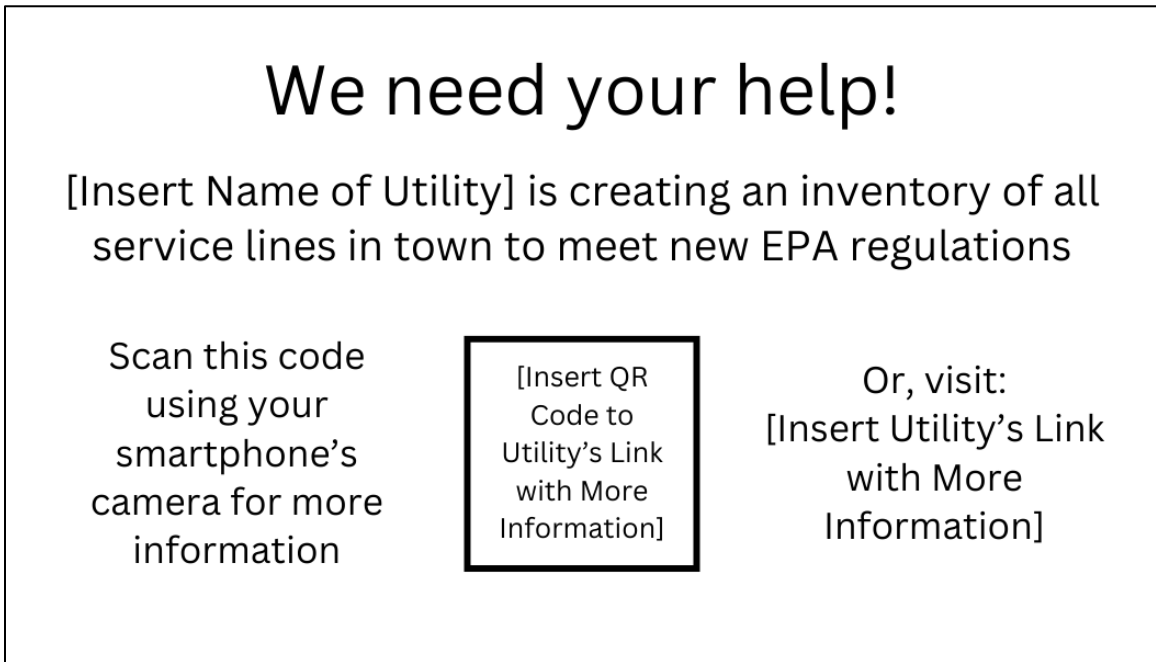 We need your help!
[Insert Name of Utility] is creating an inventory of all
service lines in town to meet new EPA regulations
Scan this code
using your
smartphone’s
camera for more
information
[Insert QR
Code to
Utility’s Link
with More
Information]
Or, visit:
[Insert Utility’s Link
with More
Information]